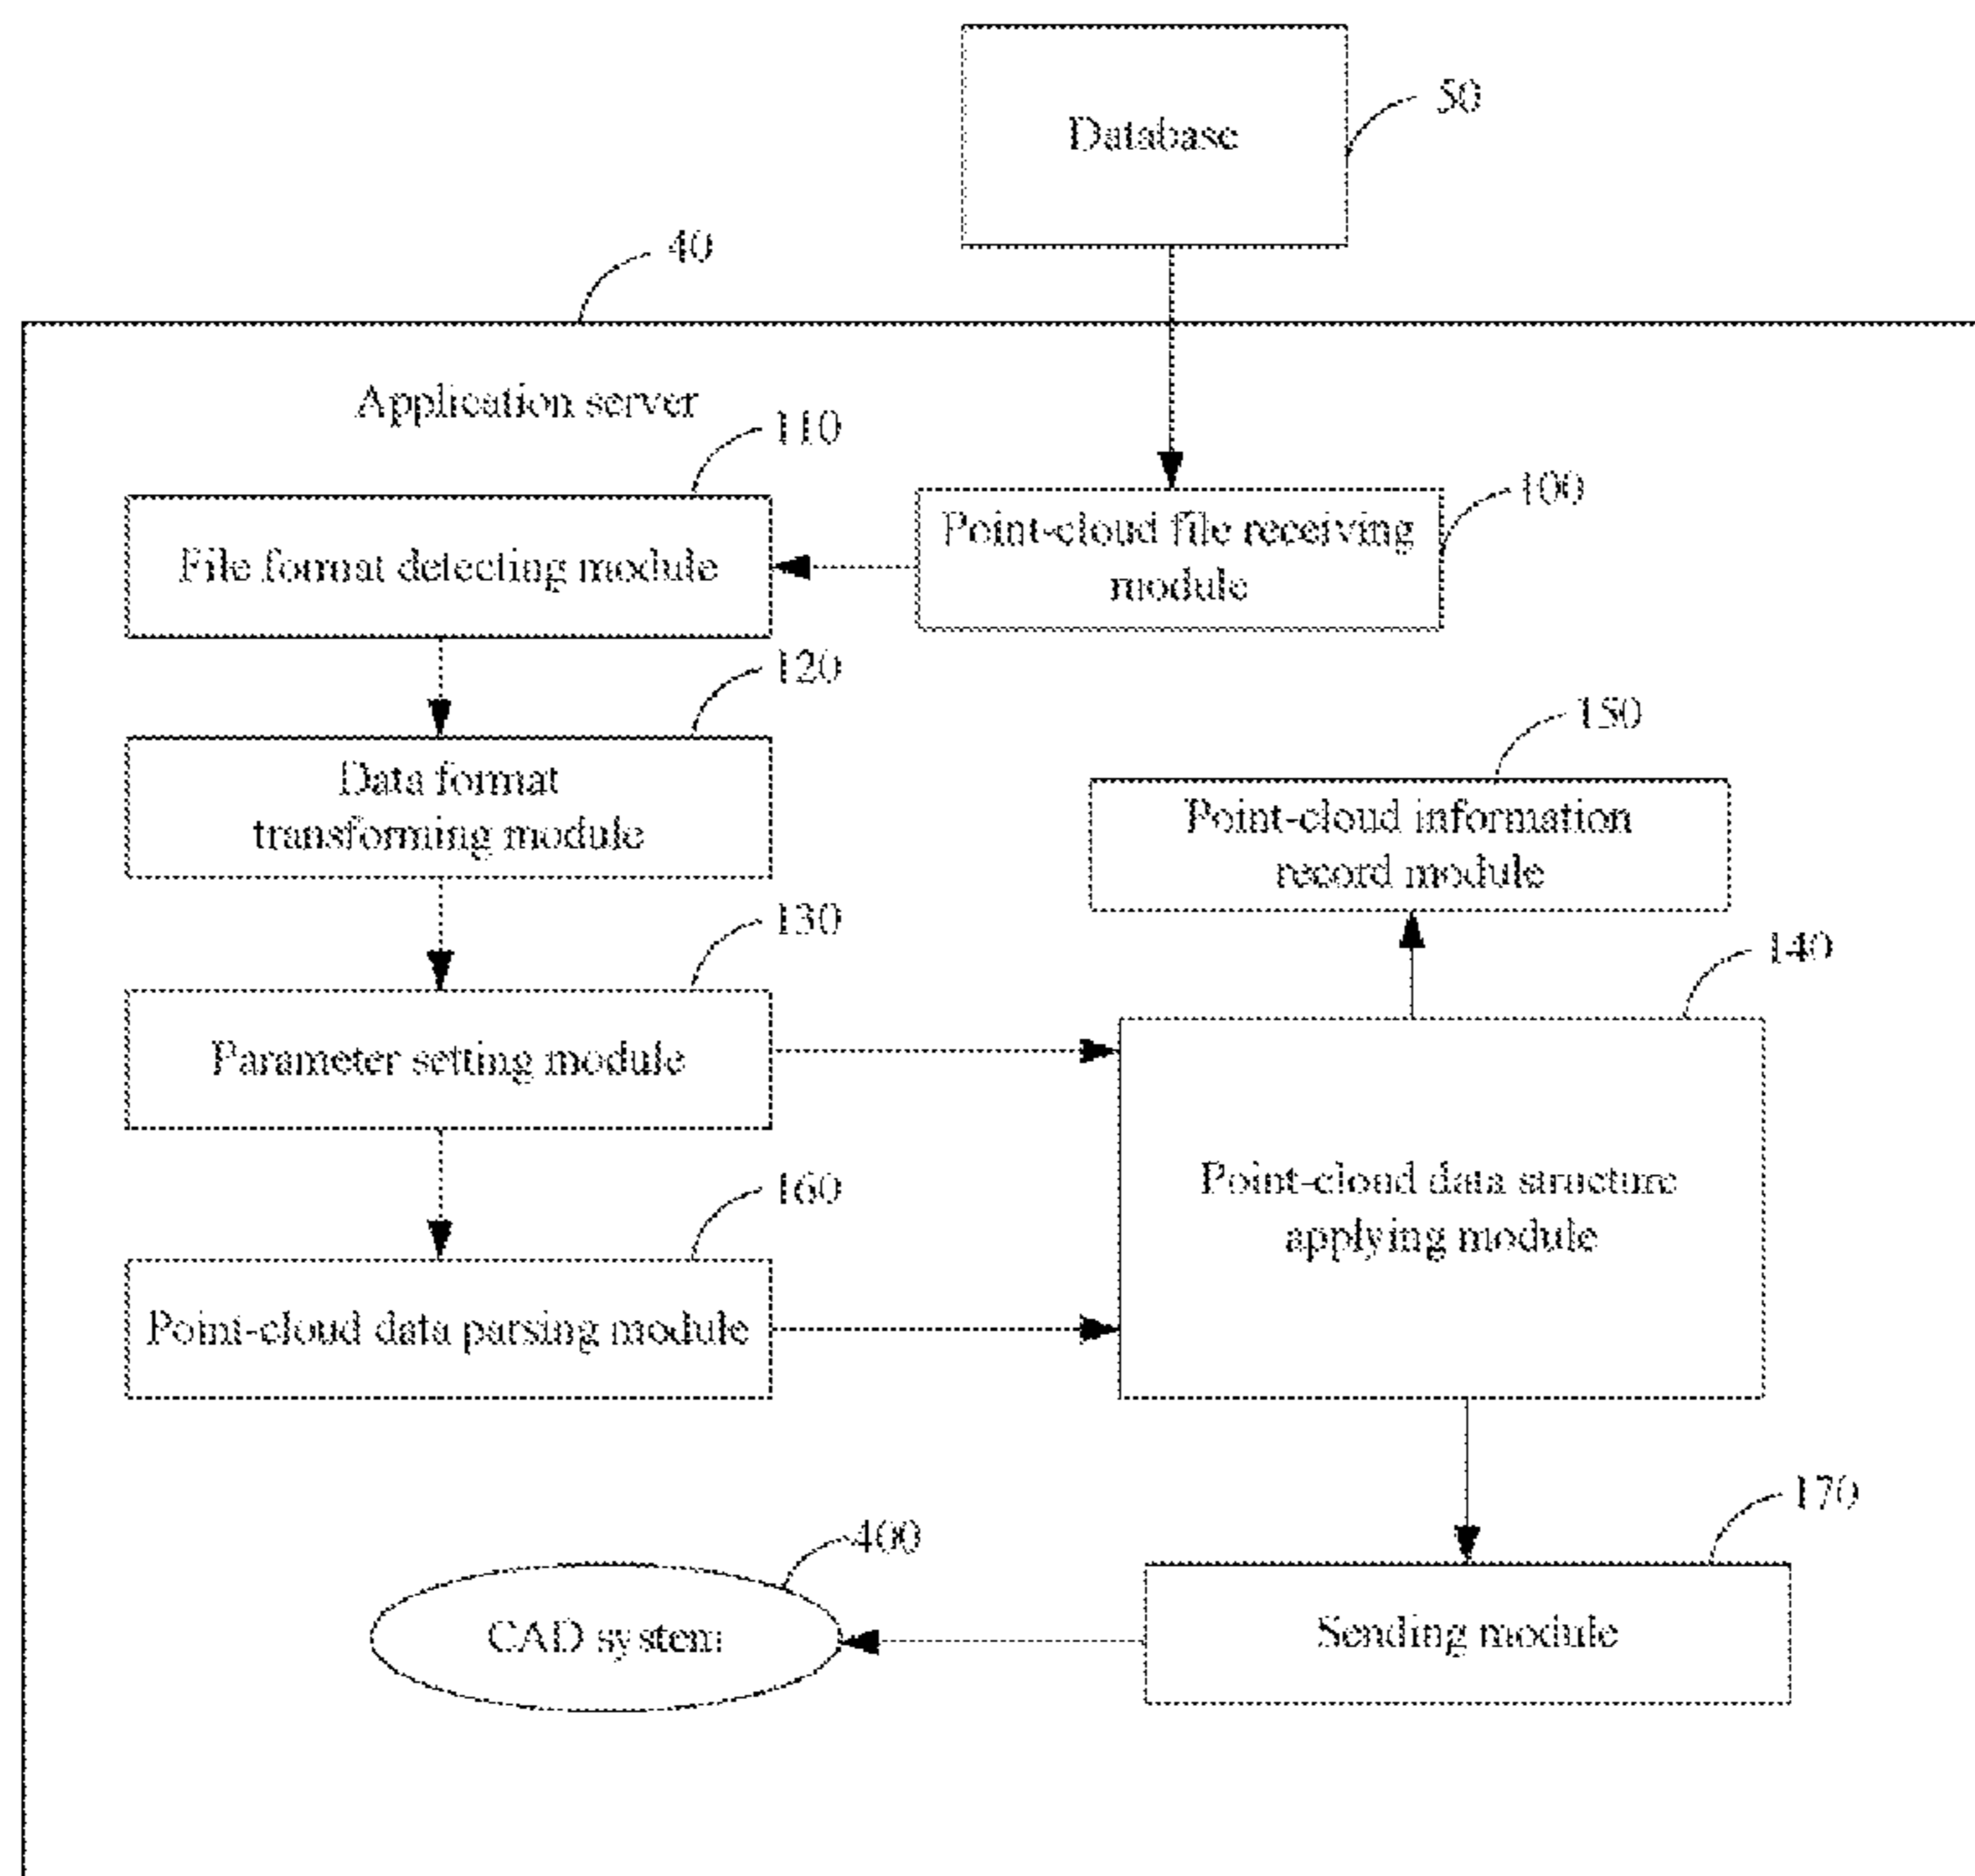 Database
50
40
Application server
110
100
Point-cloud file receiving
module
File format detecting module
120
Data format
transforming module
150
Point-cloud information
record module
130
140
Parameter setting module
Point-cloud data structure
applying module
160
Point-cloud data parsing module
170
400
CAD system
Sending module